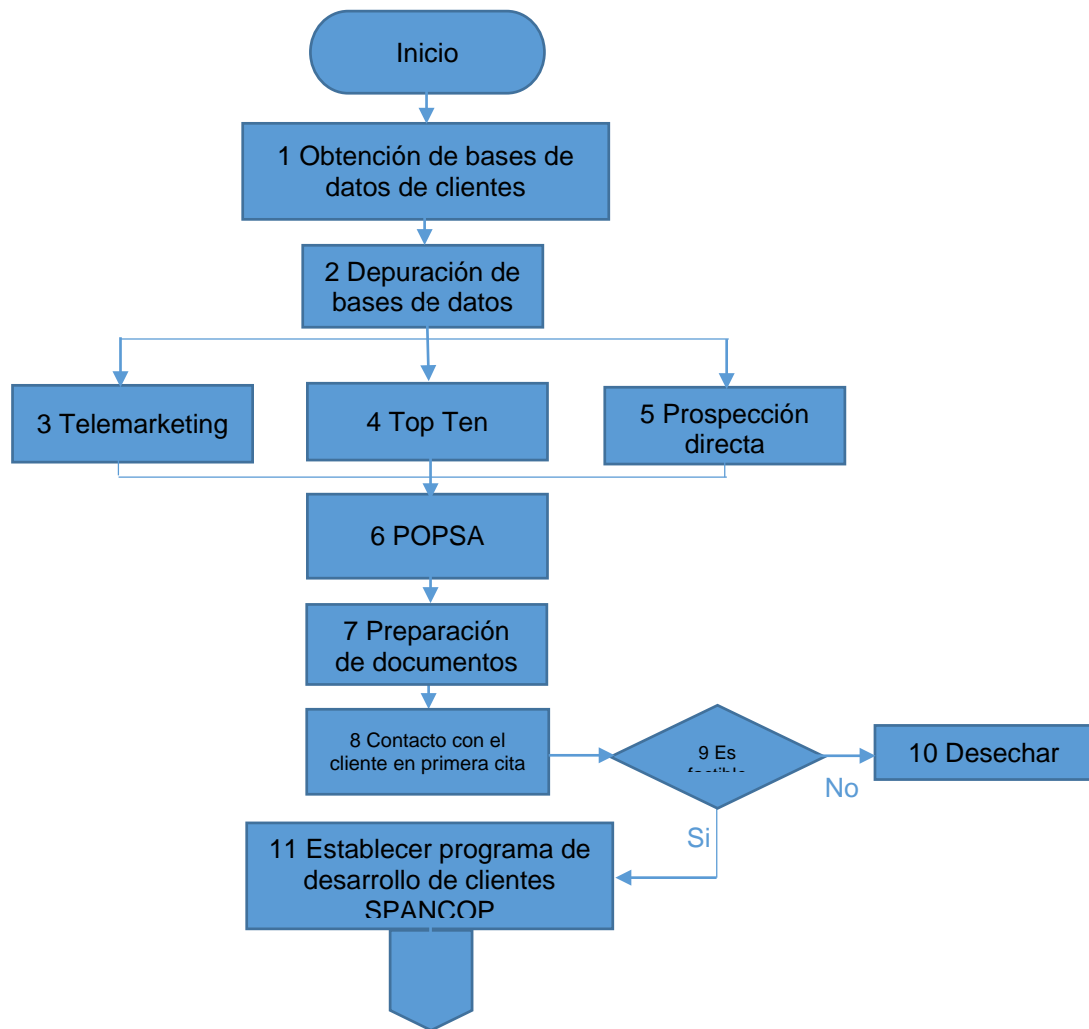 Inicio
1 Obtención de bases de
datos de clientes
2 Depuración de
bases de datos
3 Telemarketing
4 Top Ten
5 Prospección
directa
6 POPSA
7 Preparación
de documentos
8 Contacto con el
cliente en primera cita
9 Es
factible
10 Desechar
No
Si
11 Establecer programa de
desarrollo de clientes
SPANCOP